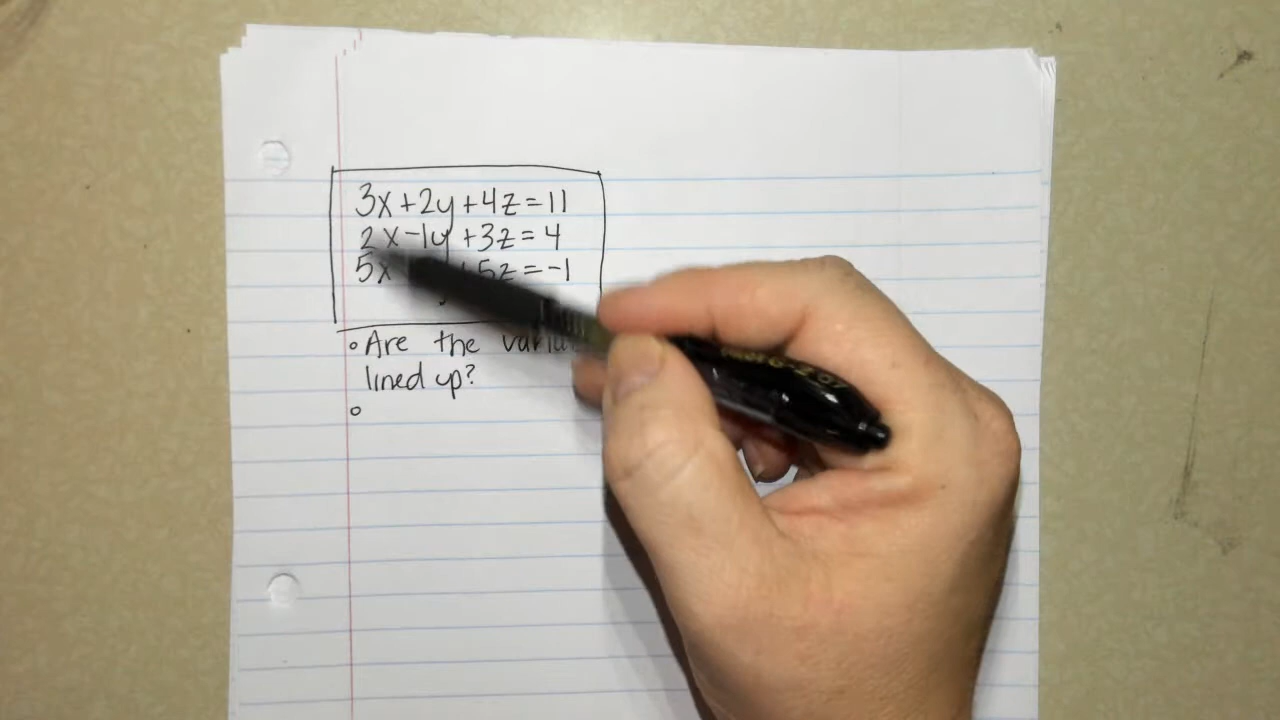 3x+2y+4z=11
2x-1y+3z=4
5x +5z=-1
Are the
lined up?